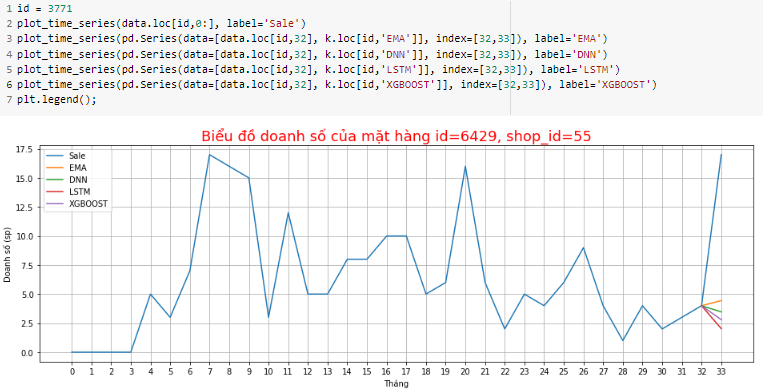 1 id = 3771
2 plot_time_series(data.loc[id,0:], label='Sale')
3 plot_time_series(pd.Series(data=[data.loc[id,32], k.loc[id,'EMA']], index=[32,33]), label='EMA')
4 plot_time_series(pd.Series(data=[data.loc[id,32], k.loc[id,'DNN']], index=[32,33]), label='DNN')
5 plot_time_series(pd.Series(data=[data.loc[id,32], k.loc[id,'LSTM']], index=[32,33]), label='LSTM')
6 plot_time_series(pd.Series(data=[data.loc[id,32], k.loc[id,'XGBOOST']], index=[32,33]), label='XGBOOST')
7 plt.legend();
Biểu đồ doanh số của mặt hàng id=6429, shop_id=55
Sale
EMA
DNN
LSTM
XGBOOST
Doanh số (sp)
17.5
15.0
12.5
10.0
7.5
5.0
2.5
0.0
0 1 2 3 4 5 6 7 8 9 10 11 12 13 14 15 16 17 18 19 20 21 22 23 24 25 26 27 28 29 30 31 32 33
Tháng